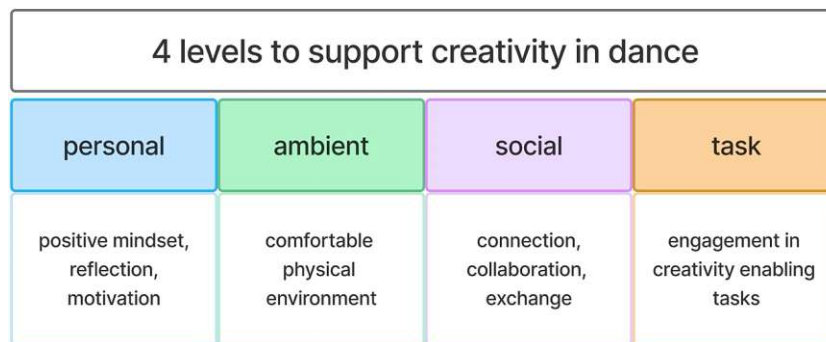 4 levels to support creativity in dance
personal
ambient
social
task
positive mindset,
reflection,
motivation
comfortable
physical
environment
connection,
collaboration,
exchange
engagement in
creativity enabling
tasks